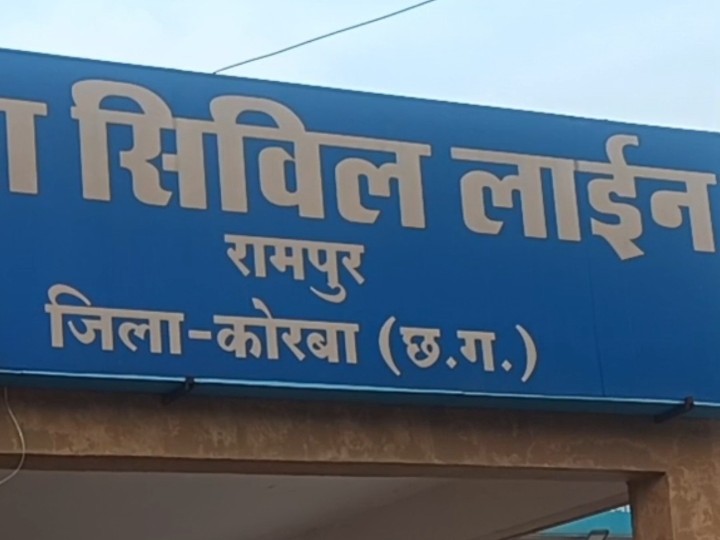 सिविल लाईन
रामपुर
जिला-कोरबा (छ.ग.)